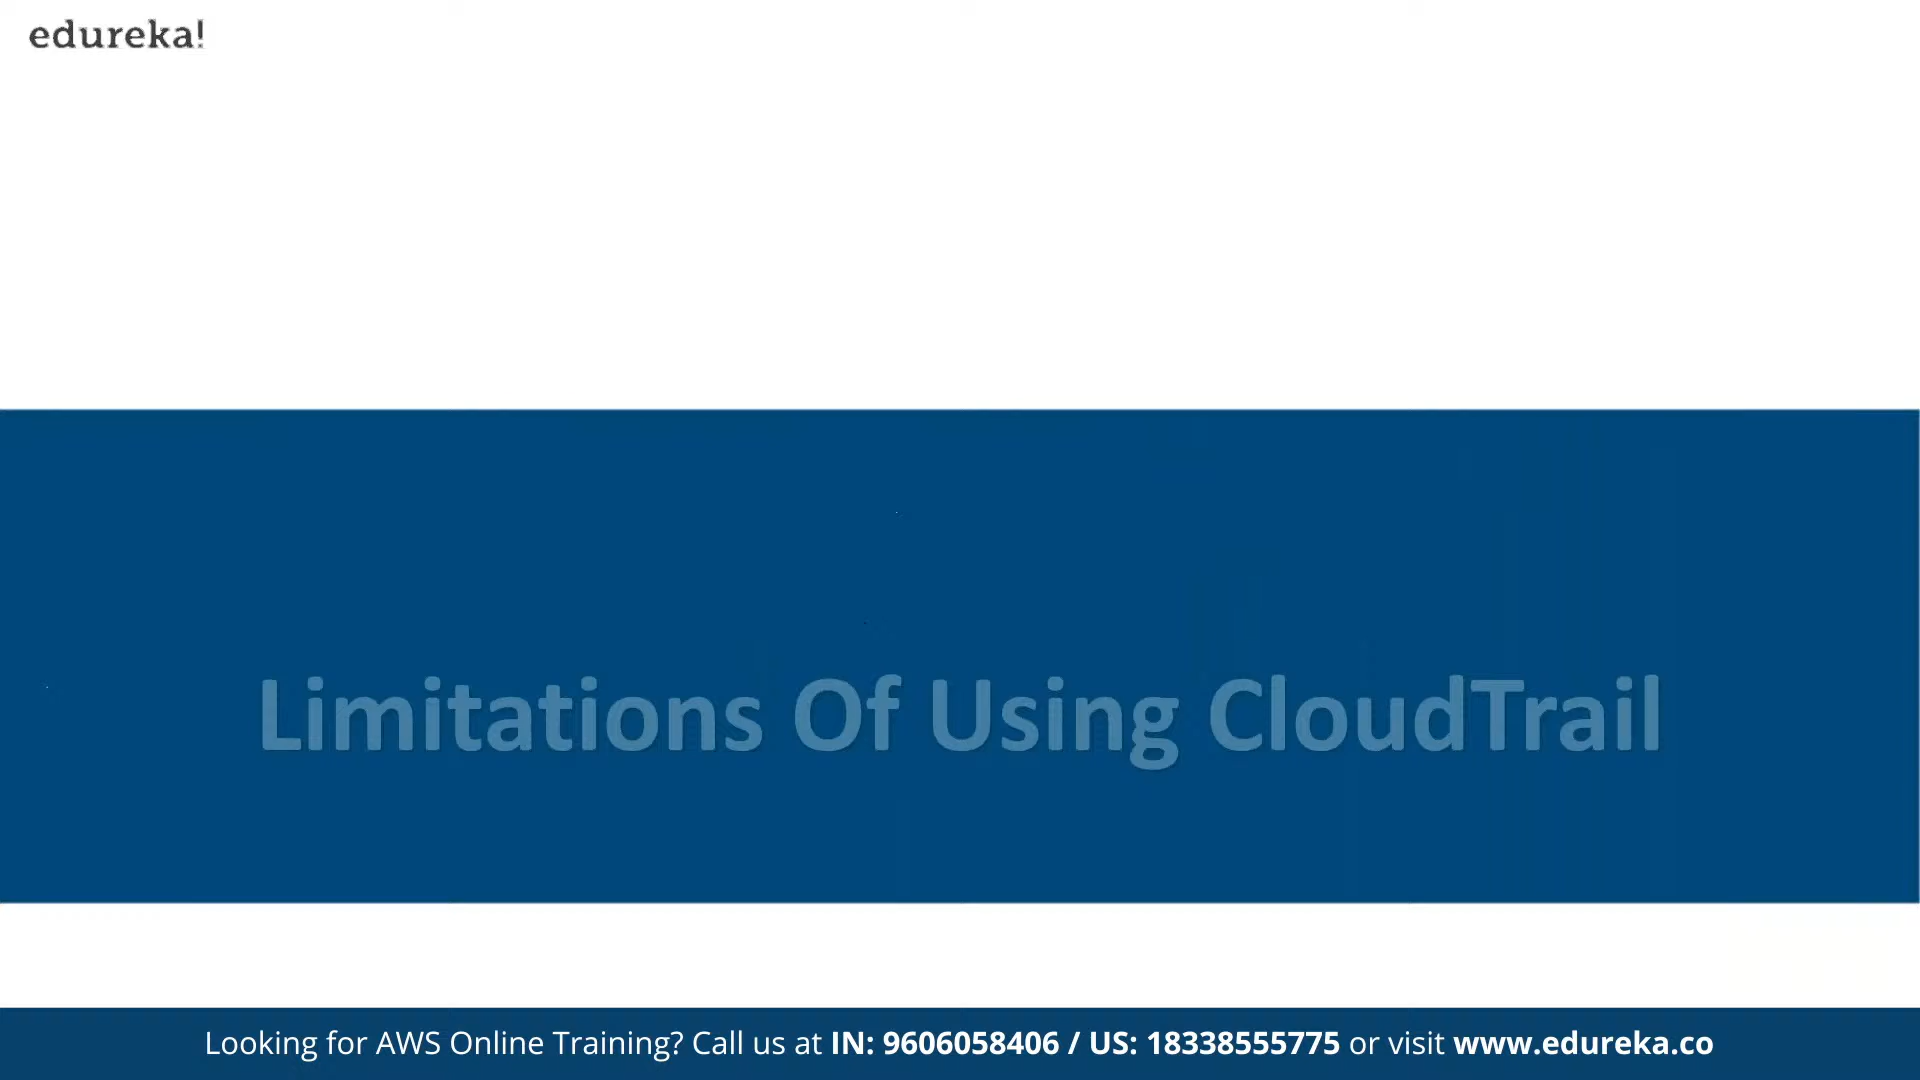 edureka!
Limitations Of Using CloudTrail
Looking for AWS Online Training? Call us at IN: 9606058406 / US: 18338555775 or visit www.edureka.co